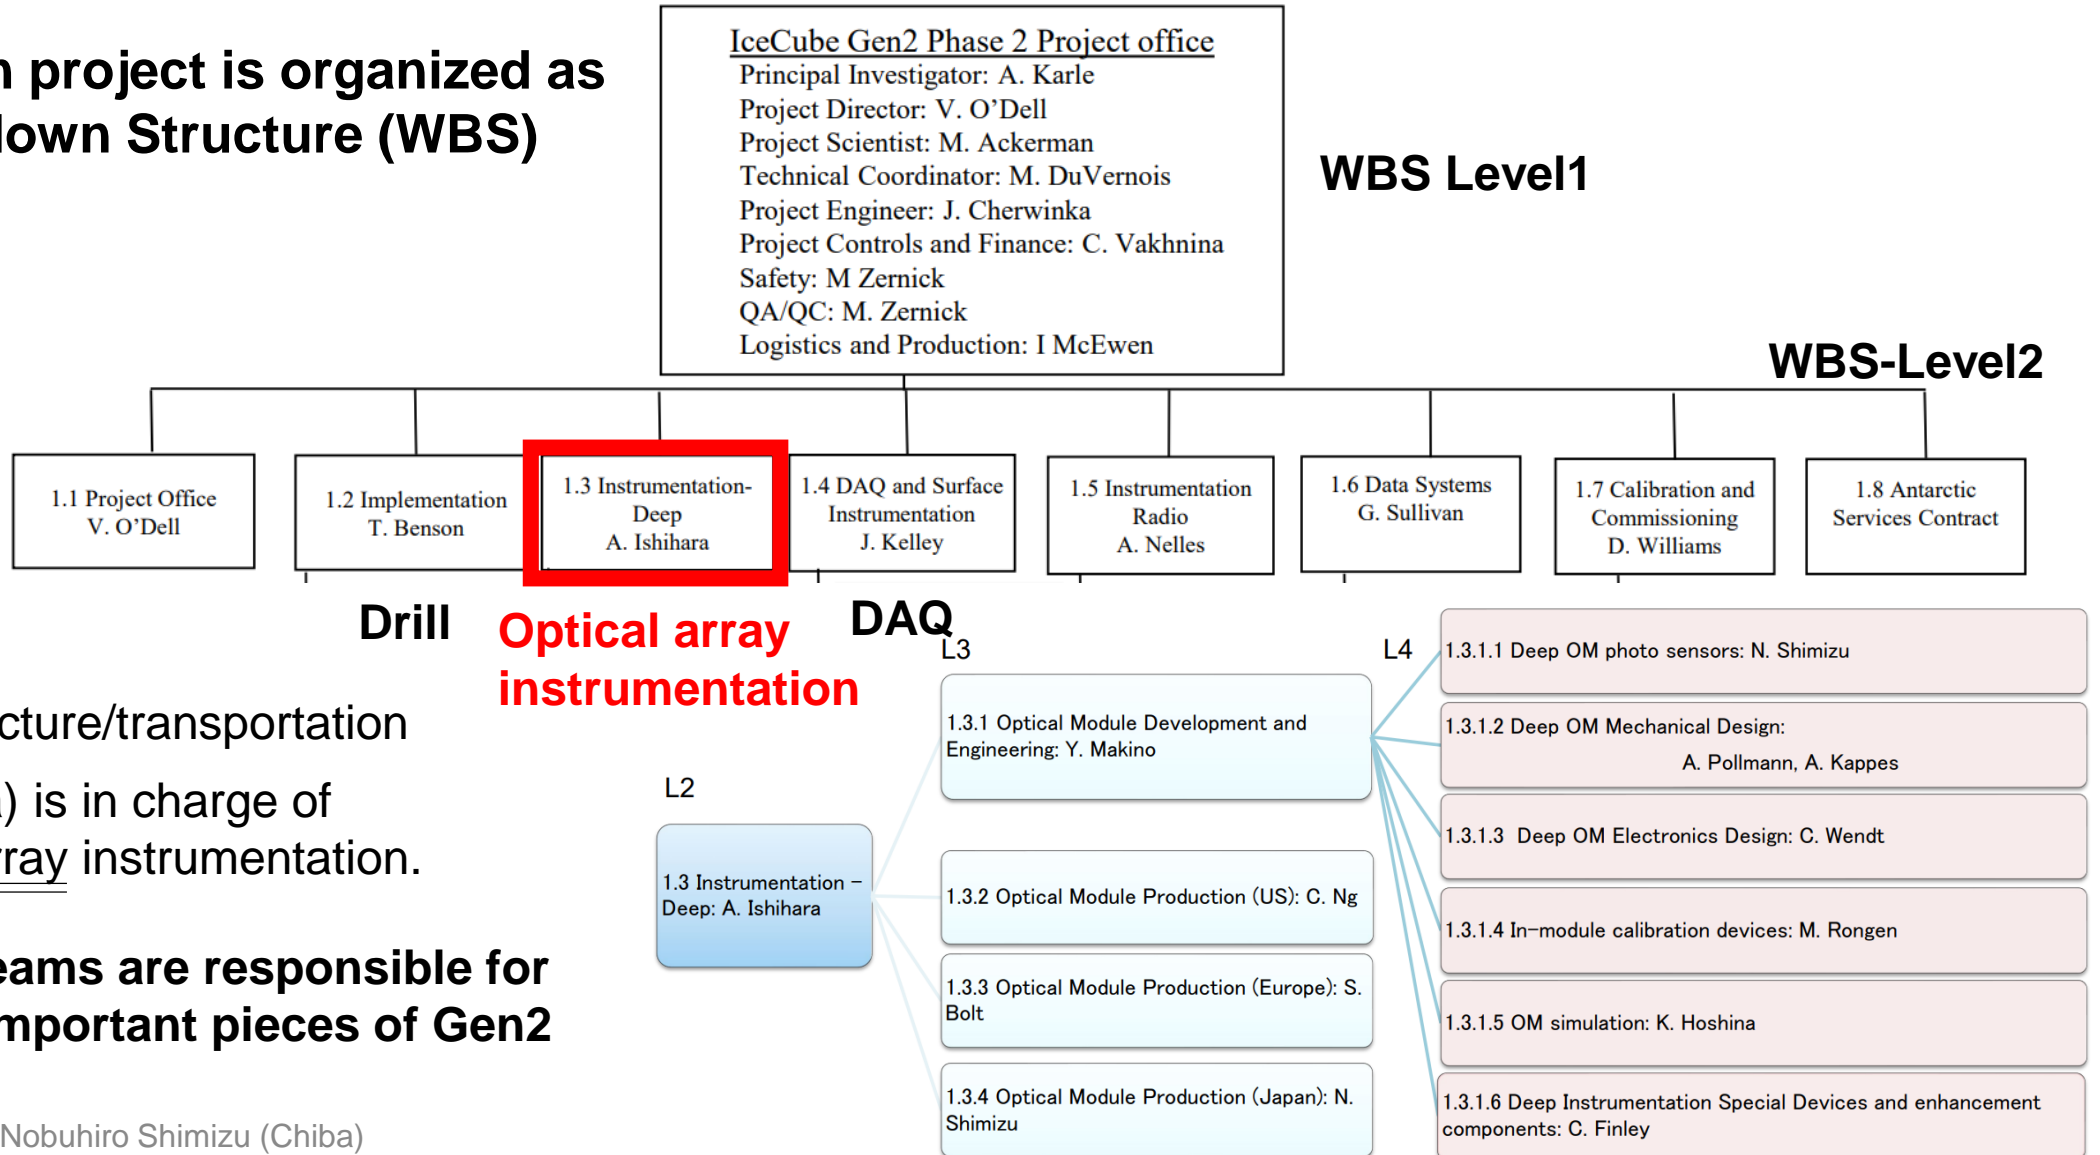 n project is organized as
down Structure (WBS)
IceCube Gen2 Phase 2 Project office
Principal Investigator: A. Karle
Project Director: V. O’Dell
Project Scientist: M. Ackerman
Technical Coordinator: M. DuVernois
Project Engineer: J. Cherwinka
Project Controls and Finance: C. Vakhnina
Safety: M Zernick
QA/QC: M. Zernick
Logistics and Production: I McEwen
WBS Level1
WBS-Level2
1.1 Project Office
V. O’Dell
1.2 Implementation
T. Benson
1.3 Instrumentation-
Deep
A. Ishihara
1.4 DAQ and Surface
Instrumentation
J. Kelley
1.5 Instrumentation
Radio
A. Nelles
1.6 Data Systems
G. Sullivan
1.7 Calibration and
Commissioning
D. Williams
1.8 Antarctic
Services Contract
Drill
Optical array
instrumentation
DAQ
cture/transportation
) is in charge of
rray instrumentation.
eams are responsible for
mportant pieces of Gen2
L2
1.3 Instrumentation –
Deep: A. Ishihara
L3
1.3.1 Optical Module Development and
Engineering: Y. Makino
1.3.2 Optical Module Production (US): C. Ng
1.3.3 Optical Module Production (Europe): S.
Bolt
1.3.4 Optical Module Production (Japan): N.
Shimizu
L4
1.3.1.1 Deep OM photo sensors: N. Shimizu
1.3.1.2 Deep OM Mechanical Design:
A. Pollmann, A. Kappes
1.3.1.3 Deep OM Electronics Design: C. Wendt
1.3.1.4 In-module calibration devices: M. Rongen
1.3.1.5 OM simulation: K. Hoshina
1.3.1.6 Deep Instrumentation Special Devices and enhancement
components: C. Finley
Nobuhiro Shimizu (Chiba)